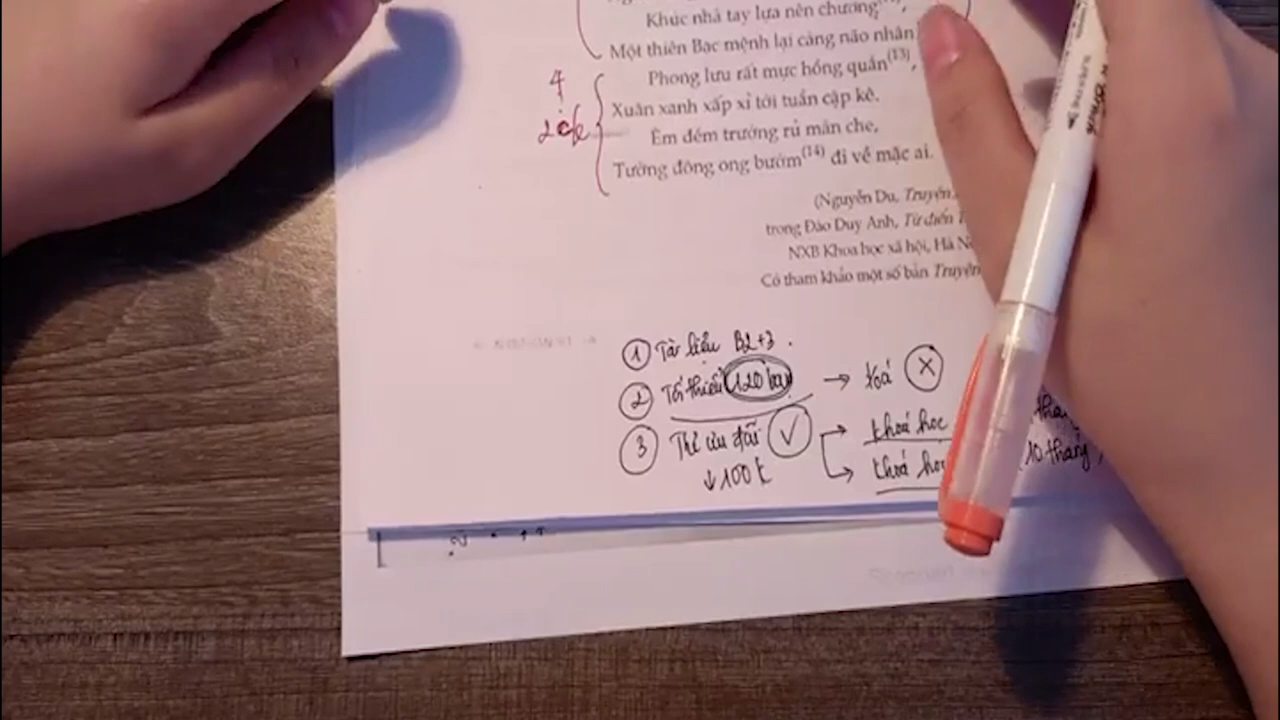 Khúc nhà tay lựa nên chương
Một thiên Bạc mệnh lại càng não nhân
Phong lưu rất mực hồng quần(13),
Xuân xanh xấp xỉ tới tuần cập kê.
Êm đềm trướng rủ màn che,
Tường đông ong bướm(14) đi về mặc ai.
4
2 câu
(Nguyễn Du, Truyện
trong Đào Duy Anh, Từ điển
NXB Khoa học xã hội, Hà
Có tham khảo một số bản Truyện
① Tài liệu B2+3.
② Tối thiểu 120 bạn → Xoá X
③ Thẻ ưu đãi ✓ → khoá học
↓100k → khoá học (10 tháng)